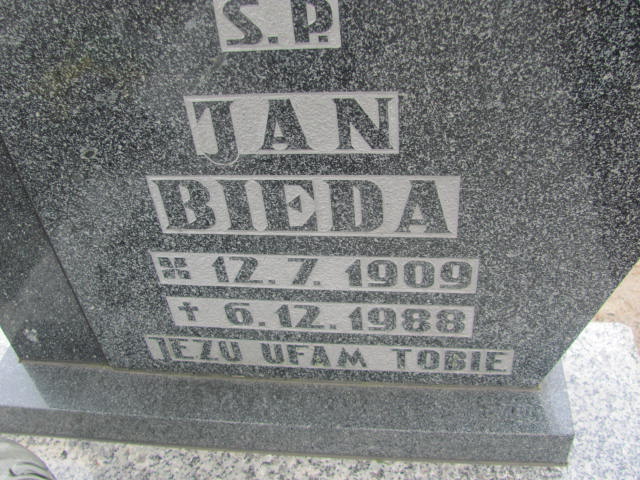 S.P.
JAN
BIEDA
⌘ 12.7.1909
✝ 6.12.1988
JEZU UFAM TOBIE